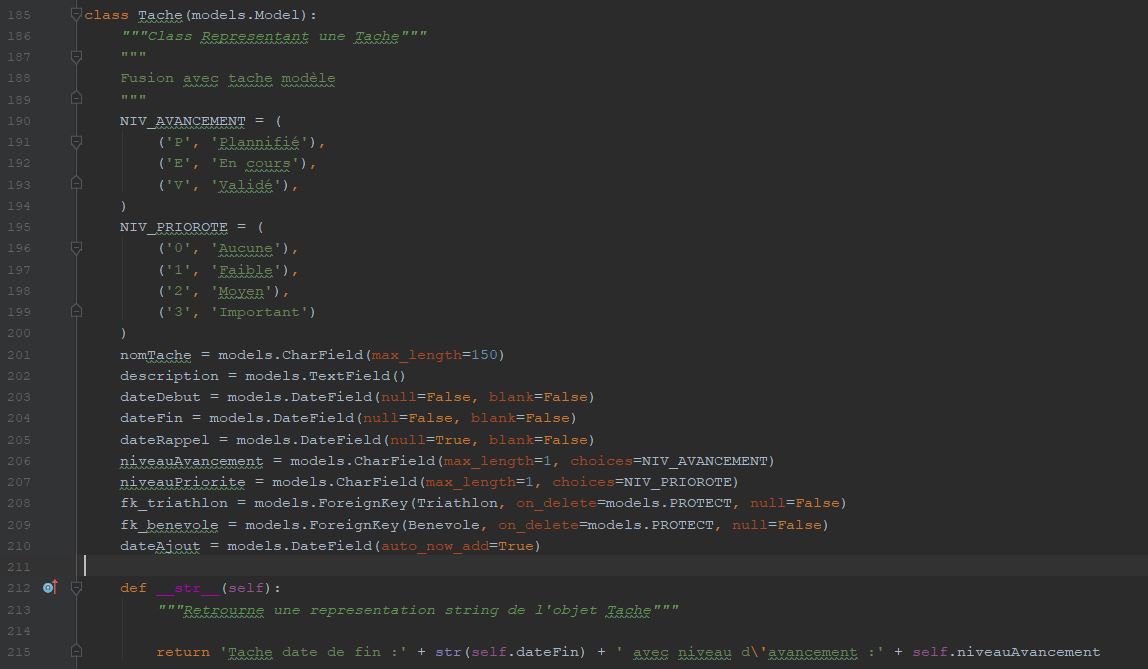 185 class Tache(models.Model):
186 """Class Representant une Tache"""
187 """
188 Fusion avec tache modèle
189 """
190 NIV_AVANCEMENT = (
191 ('P', 'Plannifié'),
192 ('E', 'En cours'),
193 ('V', 'Validé'),
194 )
195 NIV_PRIOROTE = (
196 ('0', 'Aucune'),
197 ('1', 'Faible'),
198 ('2', 'Moyen'),
199 ('3', 'Important')
200 )
201 nomTache = models.CharField(max_length=150)
202 description = models.TextField()
203 dateDebut = models.DateField(null=False, blank=False)
204 dateFin = models.DateField(null=False, blank=False)
205 dateRappel = models.DateField(null=True, blank=False)
206 niveauAvancement = models.CharField(max_length=1, choices=NIV_AVANCEMENT)
207 niveauPriorite = models.CharField(max_length=1, choices=NIV_PRIOROTE)
208 fk_triathlon = models.ForeignKey(Triathlon, on_delete=models.PROTECT, null=False)
209 fk_benevole = models.ForeignKey(Benevole, on_delete=models.PROTECT, null=False)
210 dateAjout = models.DateField(auto_now_add=True)
211
212 def __str__(self):
213 """Retrourne une representation string de l'objet Tache"""
214
215 return 'Tache date de fin :' + str(self.dateFin) + ' avec niveau d\'avancement :' + self.niveauAvancement